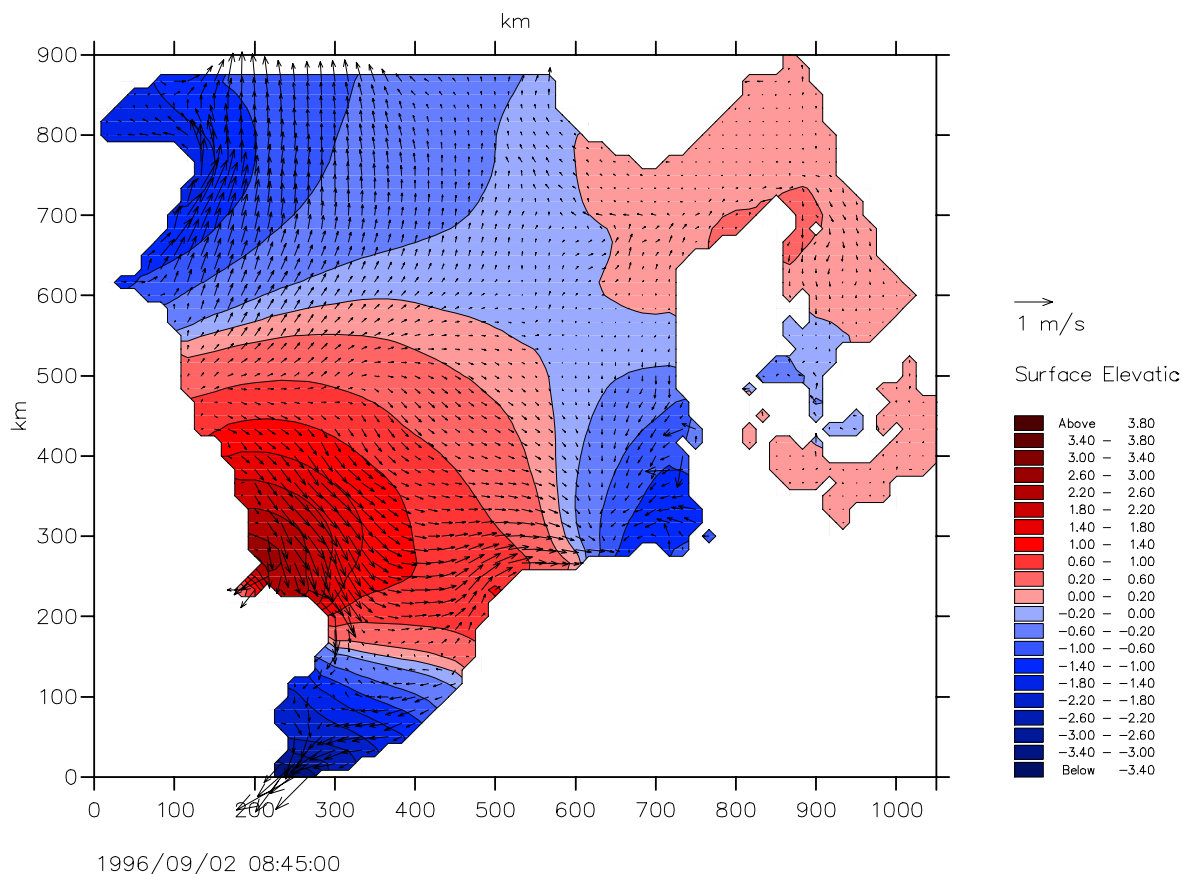 km
900
800
700
600
500
400
300
200
100
0
km
0 100 200 300 400 500 600 700 800 900 1000
1 m/s
Surface Elevatic
Above 3.80
3.40 – 3.80
3.00 – 3.40
2.60 – 3.00
2.20 – 2.60
1.80 – 2.20
1.40 – 1.80
1.00 – 1.40
0.60 – 1.00
0.20 – 0.60
0.00 – 0.20
−0.20 – 0.00
−0.60 – −0.20
−1.00 – −0.60
−1.40 – −1.00
−1.80 – −1.40
−2.20 – −1.80
−2.60 – −2.20
−3.00 – −2.60
−3.40 – −3.00
Below −3.40
1996/09/02 08:45:00